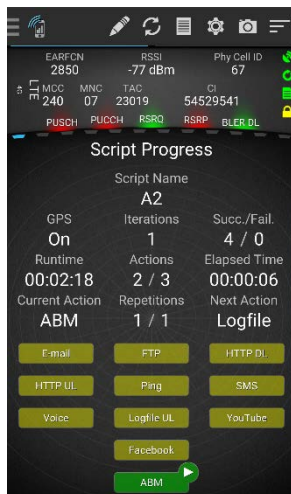 EARFCN RSSI Phy Cell ID
2850 -77 dBm 67
4G LTE
MCC MNC TAC CI
240 07 23019 54529541
PUSCH PUCCH RSRQ RSRP BLER DL
Script Progress
Script Name
A2
GPS Iterations Succ./Fail.
On 1 4 / 0
Runtime Actions Elapsed Time
00:02:18 2 / 3 00:00:06
Current Action Repetitions Next Action
ABM 1 / 1 Logfile
E-mail FTP HTTP DL
HTTP UL Ping SMS
Voice Logfile UL YouTube
Facebook
ABM